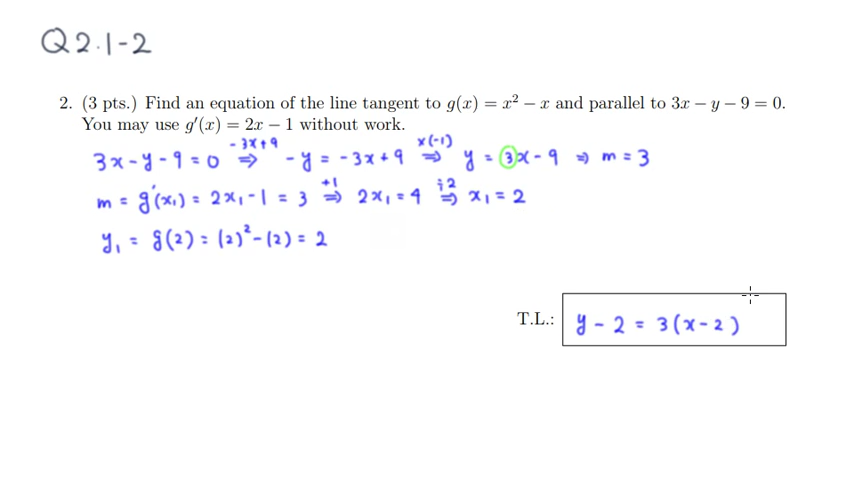 Q2.1-2
2. (3 pts.) Find an equation of the line tangent to g(x) = x² − x and parallel to 3x − y − 9 = 0.
You may use g′(x) = 2x − 1 without work.
-3x+9 x(-1)
3x - y - 9 = 0 ⇒ -y = -3x + 9 ⇒ y = 3x - 9 ⇒ m = 3
+1 ÷2
m = g'(x₁) = 2x₁ - 1 = 3 ⇒ 2x₁ = 4 ⇒ x₁ = 2
y₁ = g(2) = (2)² - (2) = 2
T.L.: y - 2 = 3(x - 2)